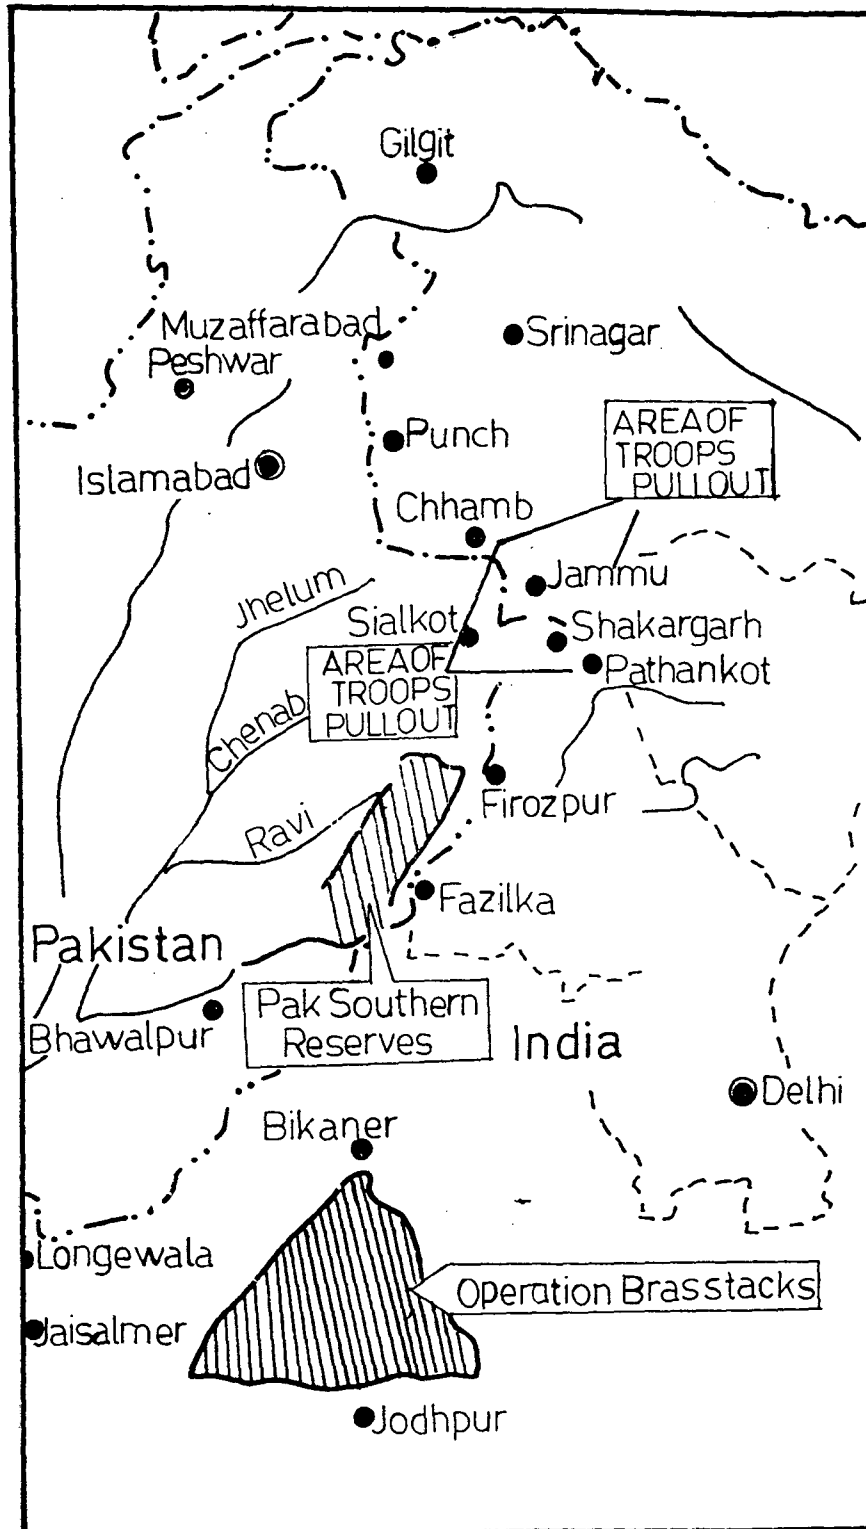 Gilgit
Muzaffarabad
Srinagar
Peshwar
AREA OF
TROOPS
PULLOUT
Punch
Islamabad
Chhamb
Jammu
Jhelum
Sialkot
Shakargarh
AREA OF
TROOPS
PULLOUT
Pathankot
Chenab
Firozpur
Ravi
Fazilka
Pakistan
Pak Southern
Reserves
Bhawalpur
India
Delhi
Bikaner
Longewala
Operation Brasstacks
Jaisalmer
Jodhpur